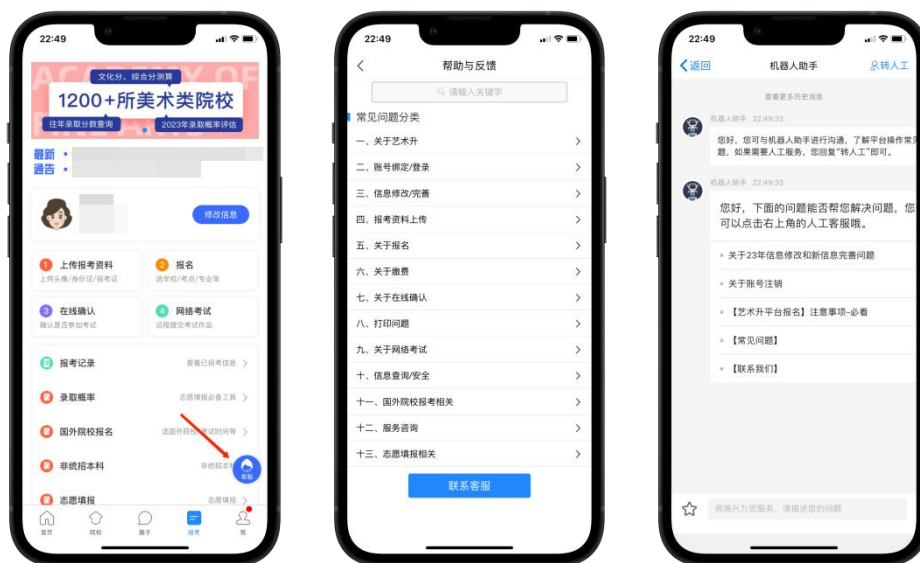 22:49
文化分、综合分测算
1200+所美术类院校
往年录取分数查询
2023年录取概率评估
最新
通告
修改信息
1 上传报考资料
上传头像/身份证/报考证
2 报名
选学校/考点/专业等
3 在线确认
确认是否参加考试
4 网络考试
远程提交考试作品
报考记录
查看已报考信息
录取概率
志愿填报必备工具
国外院校报名
选国外院校/考试时间等
非统招本科
非统招本
客服
志愿填报
志愿填报
首页
院校
圈子
报考
我
22:49
帮助与反馈
请输入关键字
常见问题分类
一、关于艺术升
二、账号绑定/登录
三、信息修改/完善
四、报考资料上传
五、关于报名
六、关于缴费
七、关于在线确认
八、打印问题
九、关于网络考试
十、信息查询/安全
十一、国外院校报考相关
十二、服务咨询
十三、志愿填报相关
联系客服
22:49
返回
机器人助手
转人工
查看更多历史消息
机器人助手 22:49:33
您好，您可与机器人助手进行沟通，了解平台操作常见
题，如果需要人工服务，您回复“转人工”即可。
机器人助手 22:49:33
您好，下面的问题能否帮您解决问题，您
可以点击右上角的人工客服哦。
关于23年信息修改和新信息完善问题
关于账号注销
【艺术升平台报名】注意事项-必看
【常见问题】
【联系我们】
很高兴为您服务，请描述您的问题